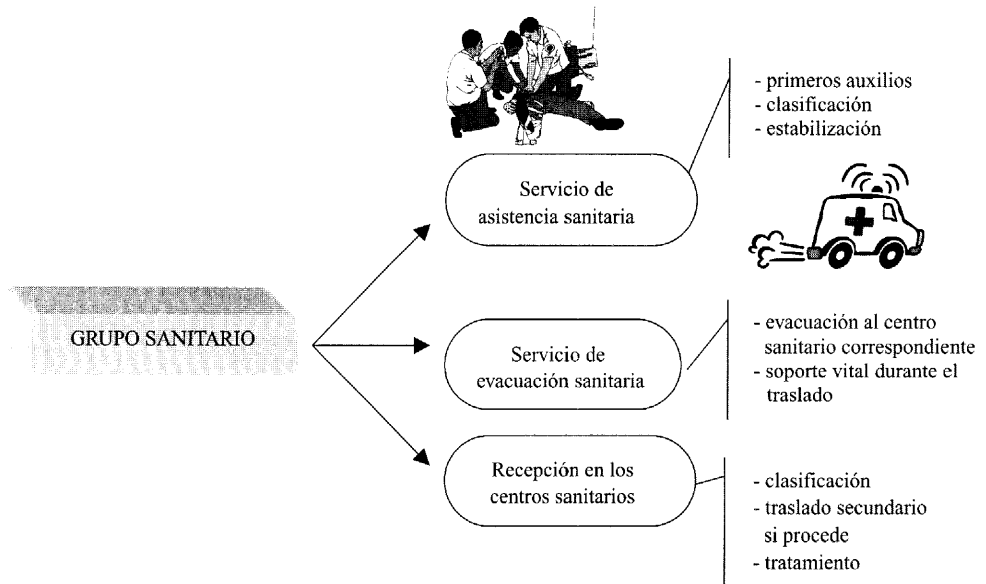 - primeros auxilios
- clasificación
- estabilización
Servicio de
asistencia sanitaria
GRUPO SANITARIO
Servicio de
evacuación sanitaria
- evacuación al centro
sanitario correspondiente
- soporte vital durante el
traslado
Recepción en los
centros sanitarios
- clasificación
- traslado secundario
si procede
- tratamiento